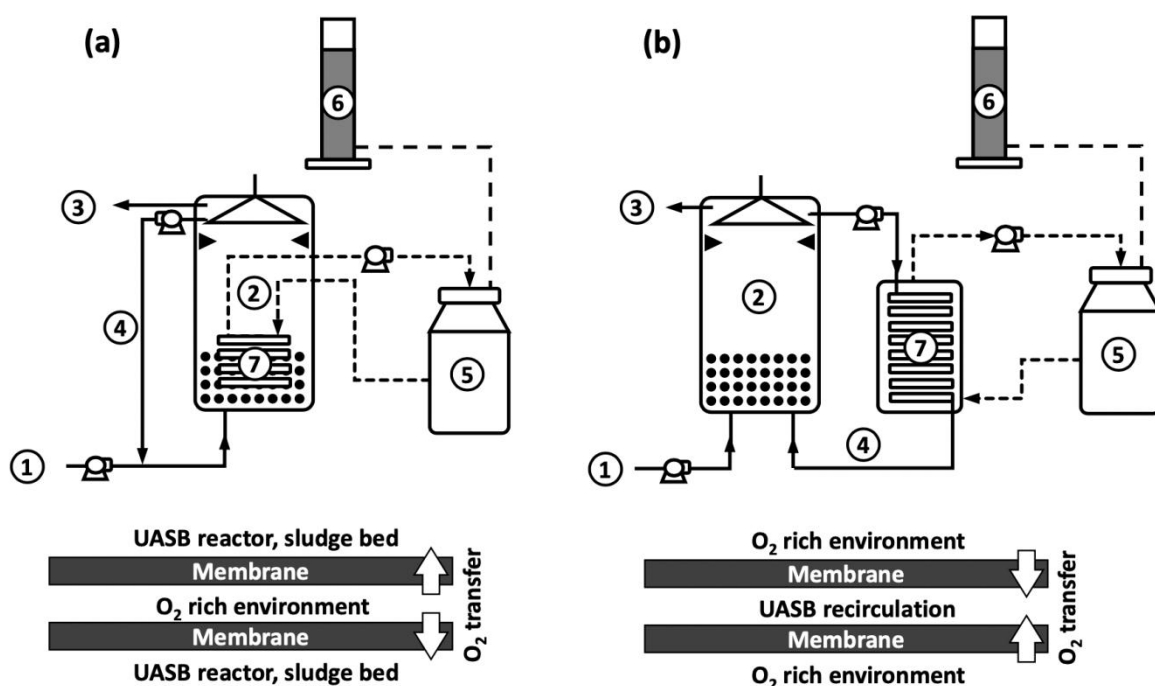 (a)
6
3
2
4
7
5
1
UASB reactor, sludge bed
Membrane
O₂ rich environment
Membrane
UASB reactor, sludge bed
O₂ transfer
(b)
6
3
2
7
5
4
1
O₂ rich environment
Membrane
UASB recirculation
Membrane
O₂ rich environment
O₂ transfer